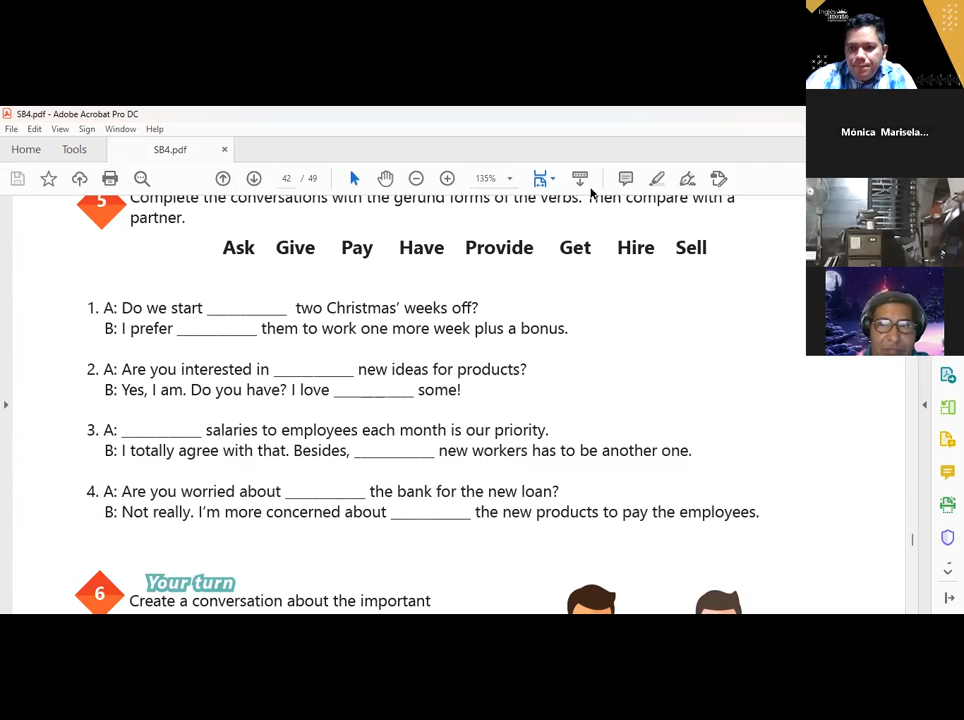 SB4.pdf - Adobe Acrobat Pro DC
File Edit View Sign Window Help
Home Tools SB4.pdf ×
42 / 49 135%
5 Complete the conversations with the gerund forms of the verbs. Then compare with a
partner.
Ask Give Pay Have Provide Get Hire Sell
1. A: Do we start __________ two Christmas’ weeks off?
B: I prefer __________ them to work one more week plus a bonus.
2. A: Are you interested in __________ new ideas for products?
B: Yes, I am. Do you have? I love __________ some!
3. A: __________ salaries to employees each month is our priority.
B: I totally agree with that. Besides, __________ new workers has to be another one.
4. A: Are you worried about __________ the bank for the new loan?
B: Not really. I’m more concerned about __________ the new products to pay the employees.
Your turn
6 Create a conversation about the important
Inglés
Mónica Marisela...